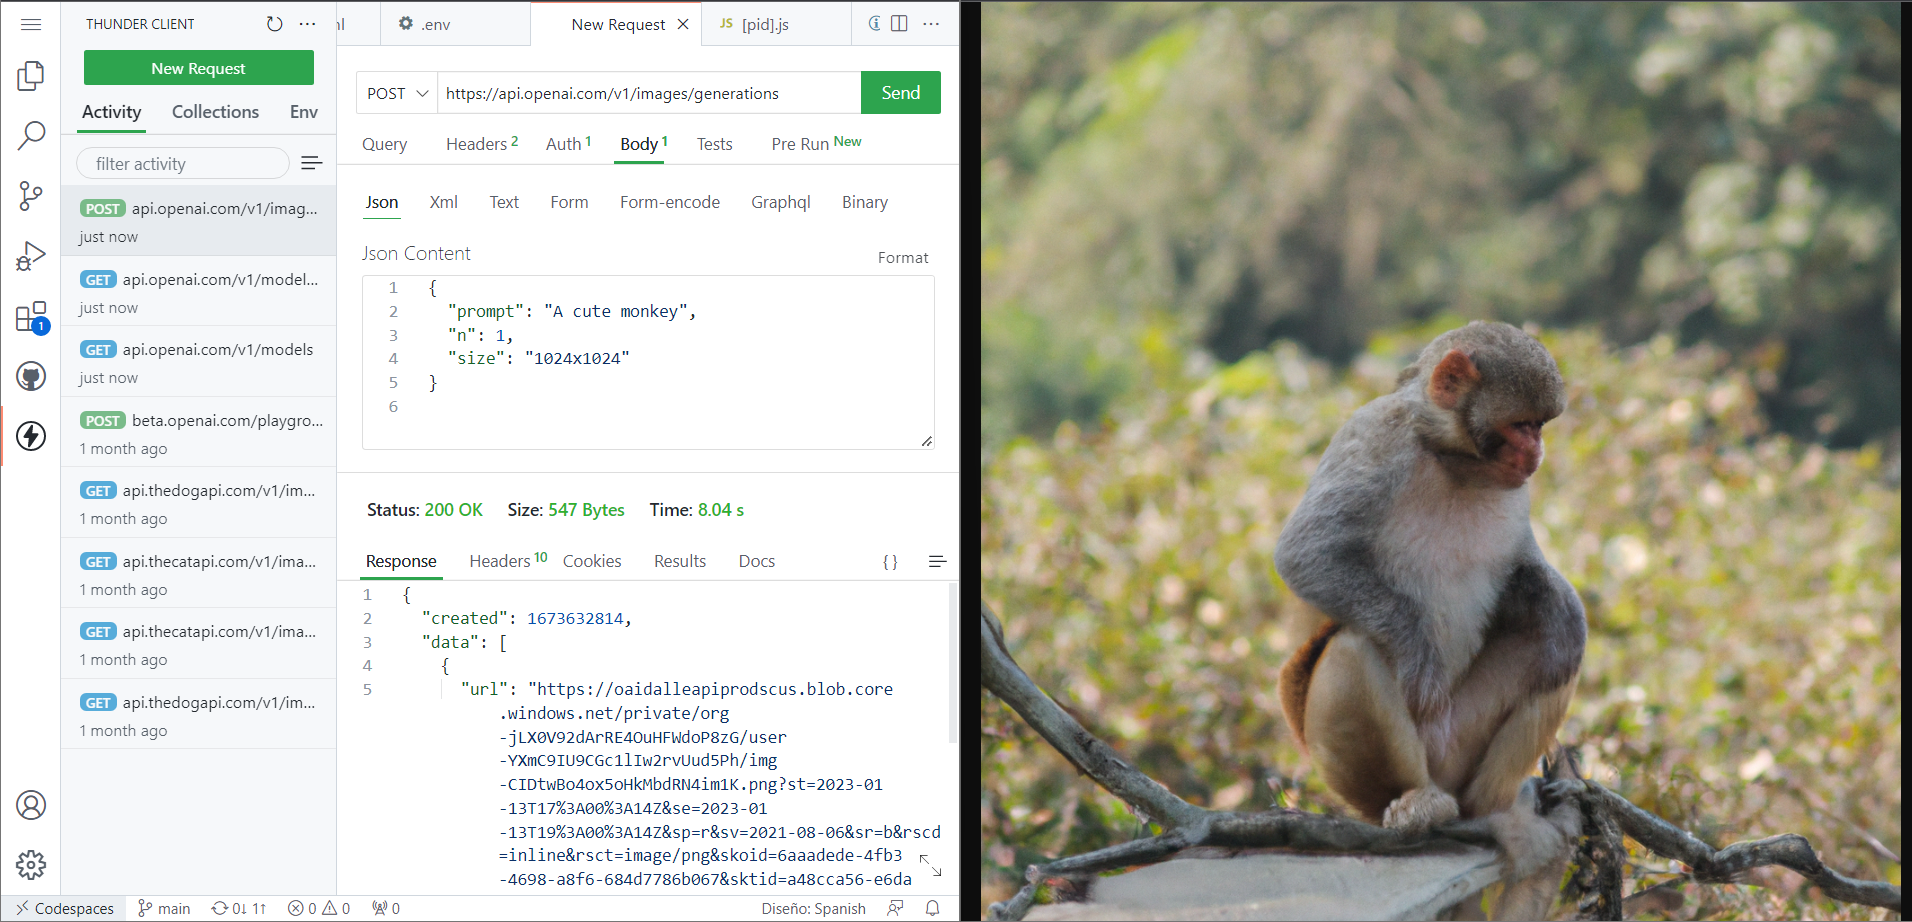 THUNDER CLIENT
New Request
Activity Collections Env
filter activity
POST api.openai.com/v1/imag...
just now
GET api.openai.com/v1/model...
just now
GET api.openai.com/v1/models
just now
POST beta.openai.com/playgro...
1 month ago
GET api.thedogapi.com/v1/im...
1 month ago
GET api.thecatapi.com/v1/ima...
1 month ago
GET api.thecatapi.com/v1/ima...
1 month ago
GET api.thedogapi.com/v1/im...
1 month ago
1
nl .env New Request JS [pid].js
POST https://api.openai.com/v1/images/generations Send
Query Headers 2 Auth 1 Body 1 Tests Pre Run New
Json Xml Text Form Form-encode Graphql Binary
Json Content Format
1 {
2 "prompt": "A cute monkey",
3 "n": 1,
4 "size": "1024x1024"
5 }
6
Status: 200 OK Size: 547 Bytes Time: 8.04 s
Response Headers 10 Cookies Results Docs { }
1 {
2 "created": 1673632814,
3 "data": [
4 {
5 "url": "https://oaidalleapiprodscus.blob.core
.windows.net/private/org
-jLX0V92dArRE4OuHFWdoP8zG/user
-YXmC9IU9CGc1lIw2rvUud5Ph/img
-CIDtwBo4ox5oHkMbdRN4im1K.png?st=2023-01
-13T17%3A00%3A14Z&se=2023-01
-13T19%3A00%3A14Z&sp=r&sv=2021-08-06&sr=b&rscd
=inline&rsct=image/png&skoid=6aaadede-4fb3
-4698-a8f6-684d7786b067&sktid=a48cca56-e6da
Codespaces main 0↓ 1↑ 0 0 0 Diseño: Spanish